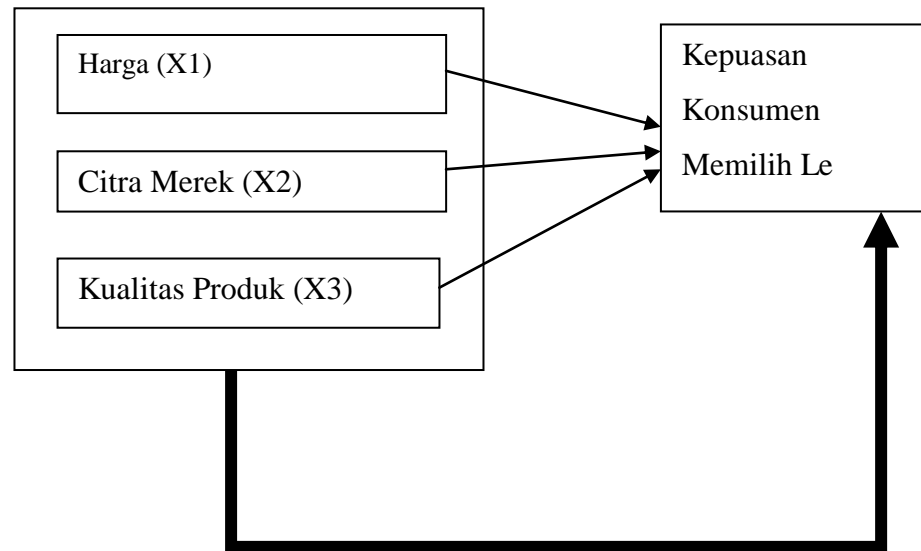 Harga (X1)
Citra Merek (X2)
Kualitas Produk (X3)
Kepuasan
Konsumen
Memilih Le